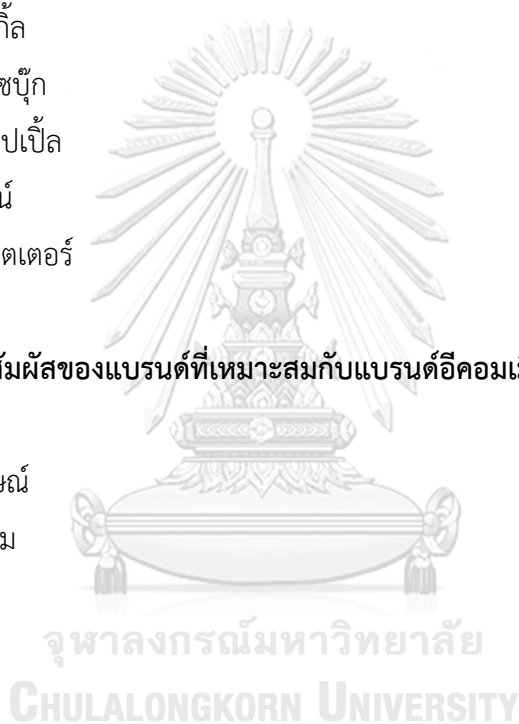 กิ้ล
ซบุ๊ก
ปเปิ้ล
น์
ตเตอร์
สัมผัสของแบรนด์ที่เหมาะสมกับแบรนด์อีคอมเ
ษณ์
ม
จุฬาลงกรณ์มหาวิทยาลัย
CHULALONGKORN UNIVERSITY